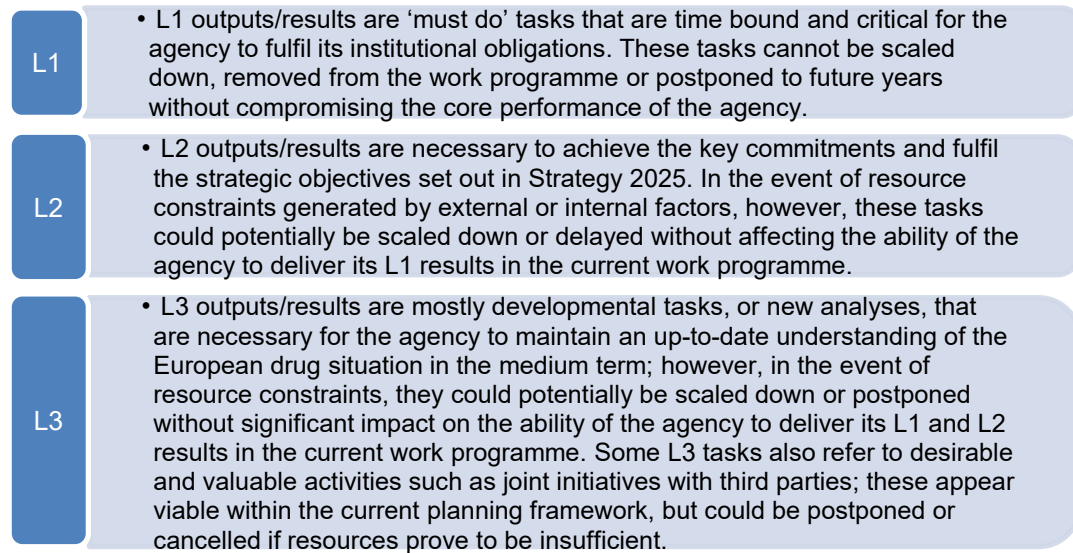 L1
• L1 outputs/results are ‘must do’ tasks that are time bound and critical for the
agency to fulfil its institutional obligations. These tasks cannot be scaled
down, removed from the work programme or postponed to future years
without compromising the core performance of the agency.
L2
• L2 outputs/results are necessary to achieve the key commitments and fulfil
the strategic objectives set out in Strategy 2025. In the event of resource
constraints generated by external or internal factors, however, these tasks
could potentially be scaled down or delayed without affecting the ability of the
agency to deliver its L1 results in the current work programme.
L3
• L3 outputs/results are mostly developmental tasks, or new analyses, that
are necessary for the agency to maintain an up-to-date understanding of the
European drug situation in the medium term; however, in the event of
resource constraints, they could potentially be scaled down or postponed
without significant impact on the ability of the agency to deliver its L1 and L2
results in the current work programme. Some L3 tasks also refer to desirable
and valuable activities such as joint initiatives with third parties; these appear
viable within the current planning framework, but could be postponed or
cancelled if resources prove to be insufficient.